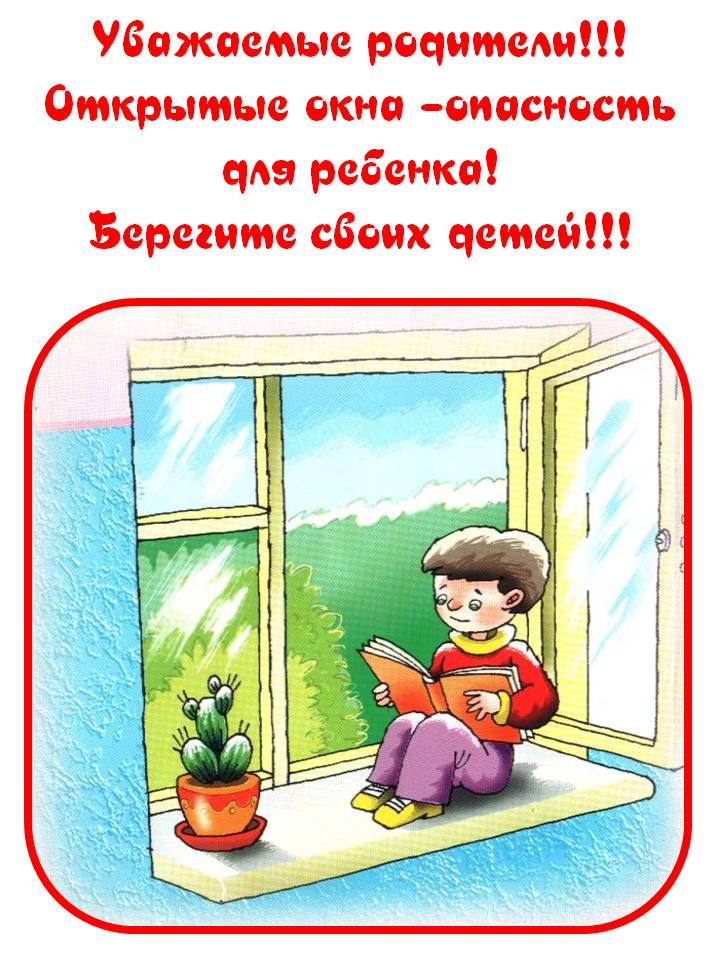 Уважаемые родители!!!
Открытые окна –опасность
для ребенка!
Берегите своих детей!!!